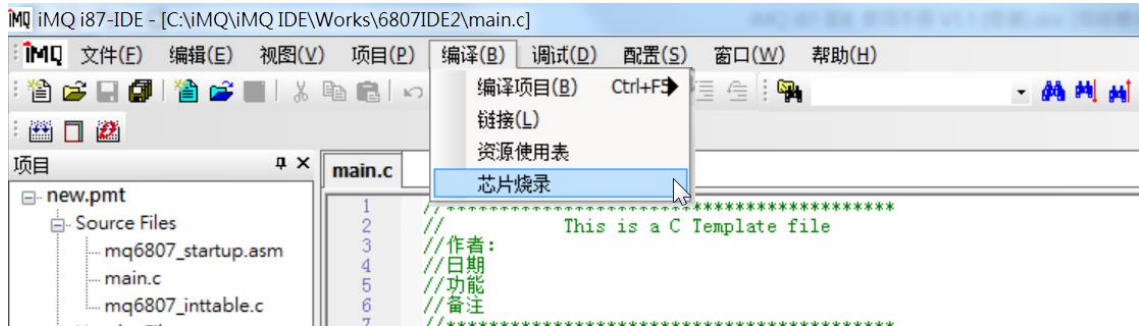 iMQ i87-IDE - [C:\iMQ\iMQ IDE\Works\6807IDE2\main.c]
iMQ 文件(F) 编辑(E) 视图(V) 项目(P) 编译(B) 调试(D) 配置(S) 窗口(W) 帮助(H)
编译项目(B) Ctrl+F5
链接(L)
资源使用表
芯片烧录
项目
main.c
new.pmt
Source Files
mq6807_startup.asm
main.c
mq6807_inttable.c
1 //******************************************
2 // This is a C Template file
3 //作者：
4 //日期
5 //功能
6 //备注
7 //******************************************